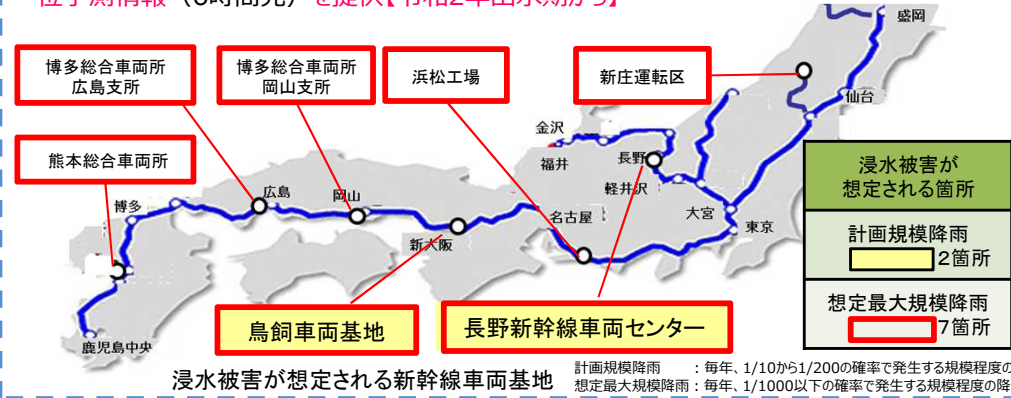 位予測情報（6時間先）を提供【令和2年出水期から】
盛岡
博多総合車両所
広島支所
博多総合車両所
岡山支所
浜松工場
新庄運転区
仙台
金沢
福井
長野
熊本総合車両所
軽井沢
浸水被害が
想定される箇所
博多
広島
岡山
名古屋
大宮
東京
新大阪
計画規模降雨
2箇所
想定最大規模降雨
7箇所
鳥飼車両基地
長野新幹線車両センター
鹿児島中央
浸水被害が想定される新幹線車両基地
計画規模降雨　　：毎年、1/10から1/200の確率で発生する規模程度の
想定最大規模降雨：毎年、1/1000以下の確率で発生する規模程度の降